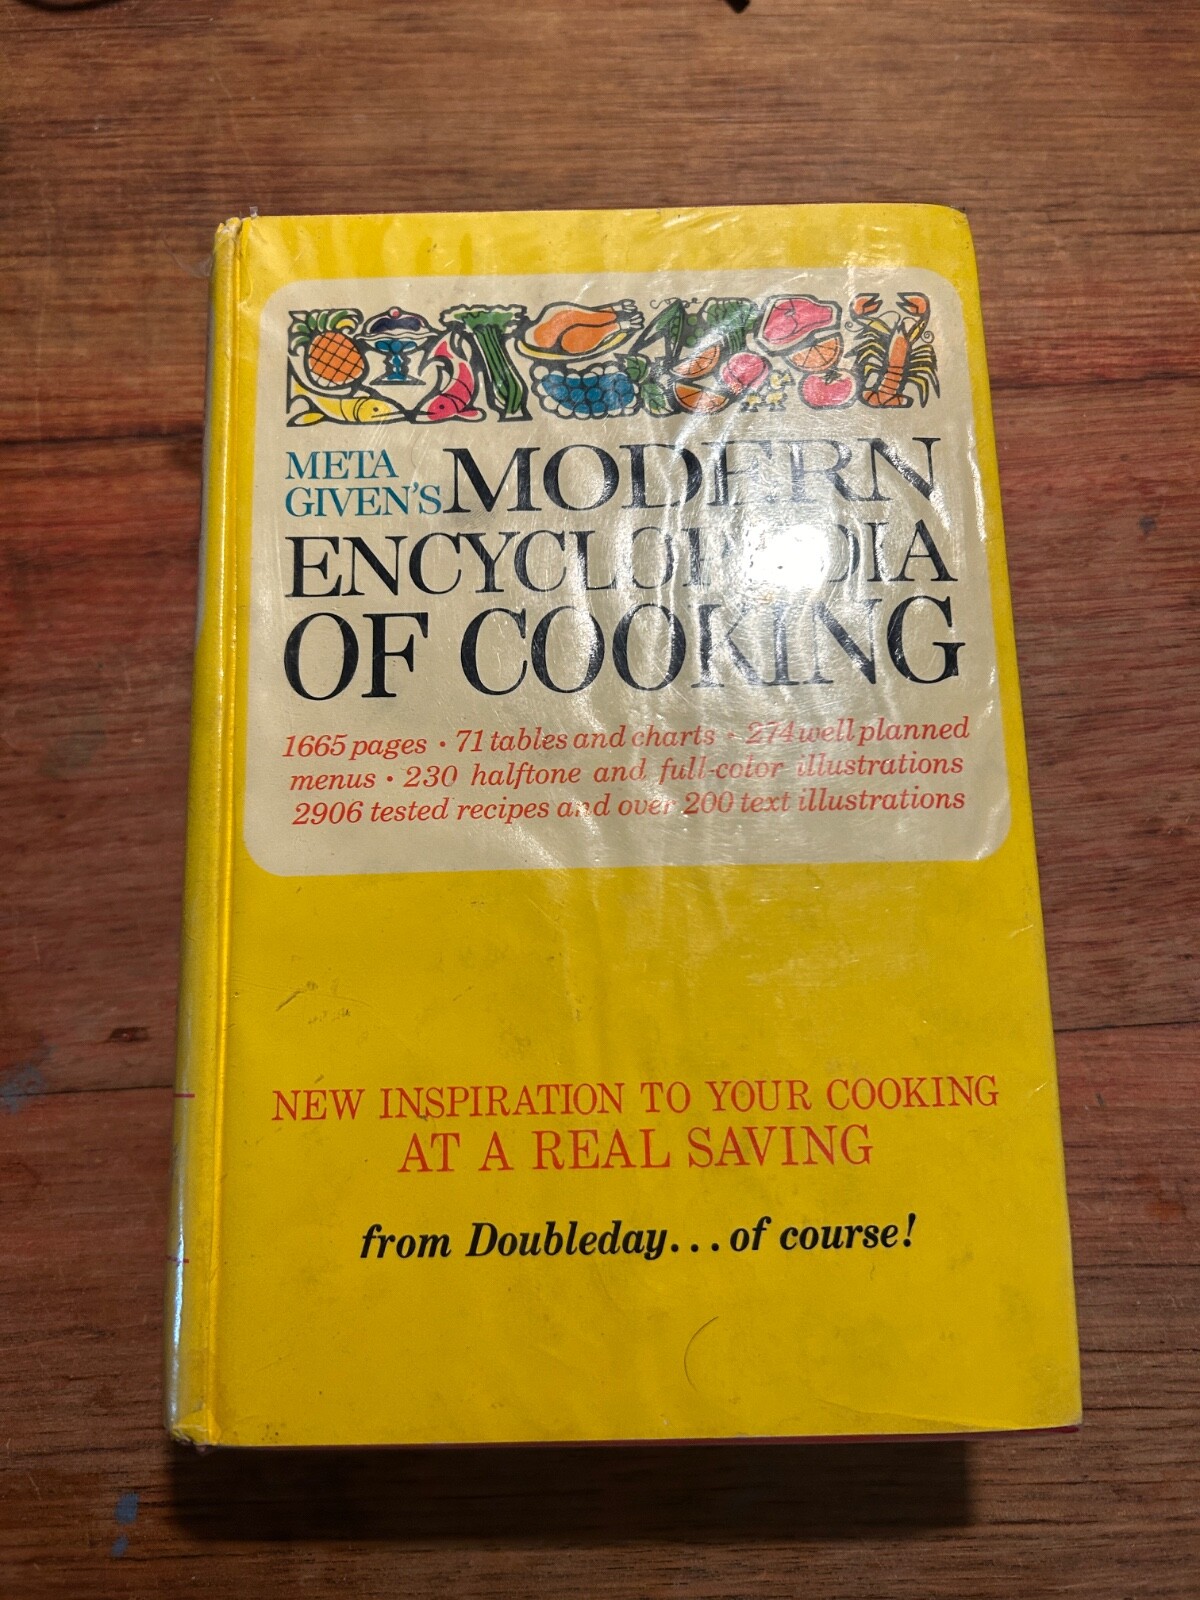 META
GIVEN'S MODERN
ENCYCLOPEDIA
OF COOKING
1665 pages · 71 tables and charts · 274 well planned
menus · 230 halftone and full-color illustrations
2906 tested recipes and over 200 text illustrations
NEW INSPIRATION TO YOUR COOKING
AT A REAL SAVING
from Doubleday...of course!